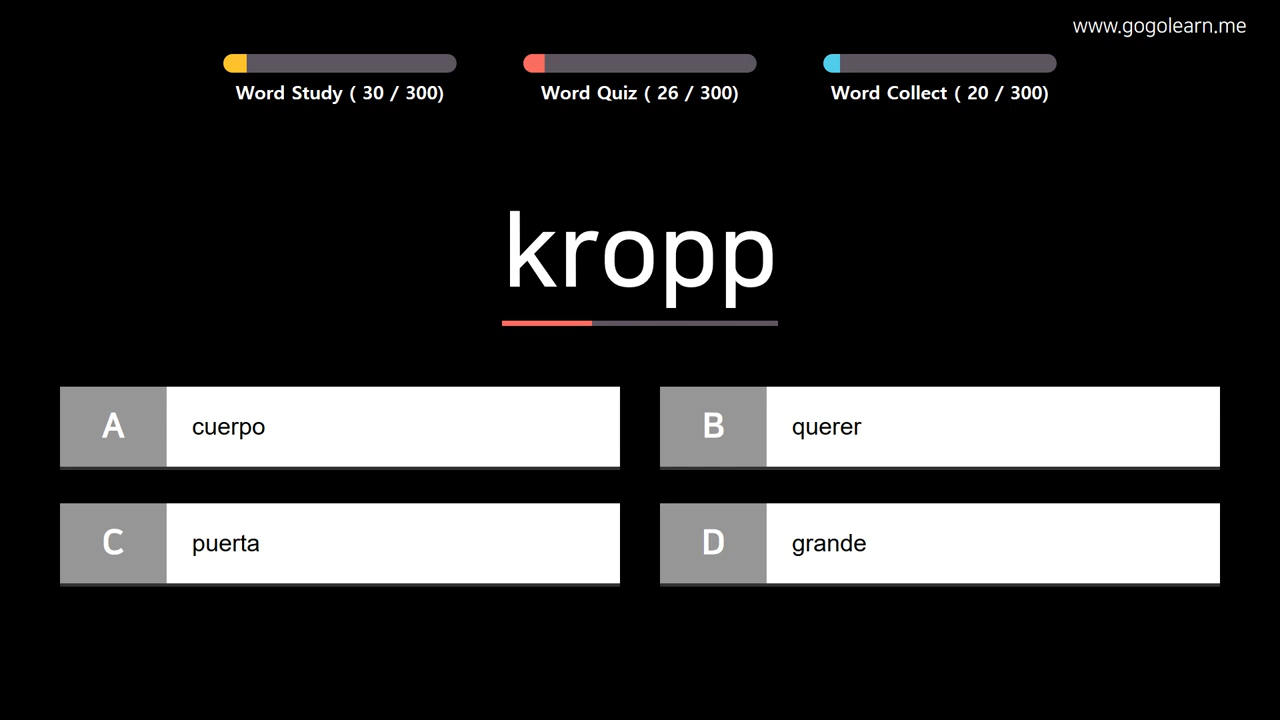 www.gogolearn.me
Word Study ( 30 / 300)
Word Quiz ( 26 / 300)
Word Collect ( 20 / 300)
kropp
A cuerpo
B querer
C puerta
D grande